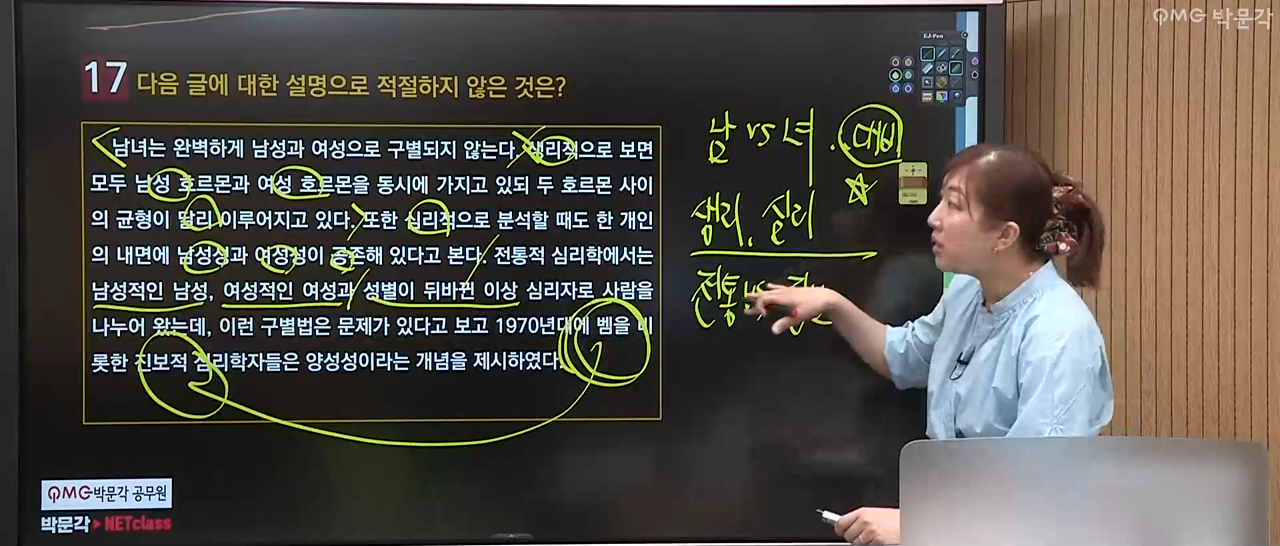 QMG 박문각
EJ-Pen
17 다음 글에 대한 설명으로 적절하지 않은 것은?
남녀는 완벽하게 남성과 여성으로 구별되지 않는다. 생리적으로 보면
모두 남성 호르몬과 여성 호르몬을 동시에 가지고 있되 두 호르몬 사이
의 균형이 달리 이루어지고 있다. 또한 심리적으로 분석할 때도 한 개인
의 내면에 남성성과 여성성이 공존해 있다고 본다. 전통적 심리학에서는
남성적인 남성, 여성적인 여성과 성별이 뒤바뀐 이상 심리자로 사람을
나누어 왔는데, 이런 구별법은 문제가 있다고 보고 1970년대에 벰을 비
롯한 진보적 심리학자들은 양성성이라는 개념을 제시하였다.
남 vs 녀. 대비
생리, 심리
전통 vs
QMG 박문각 공무원
박문각 NETclass